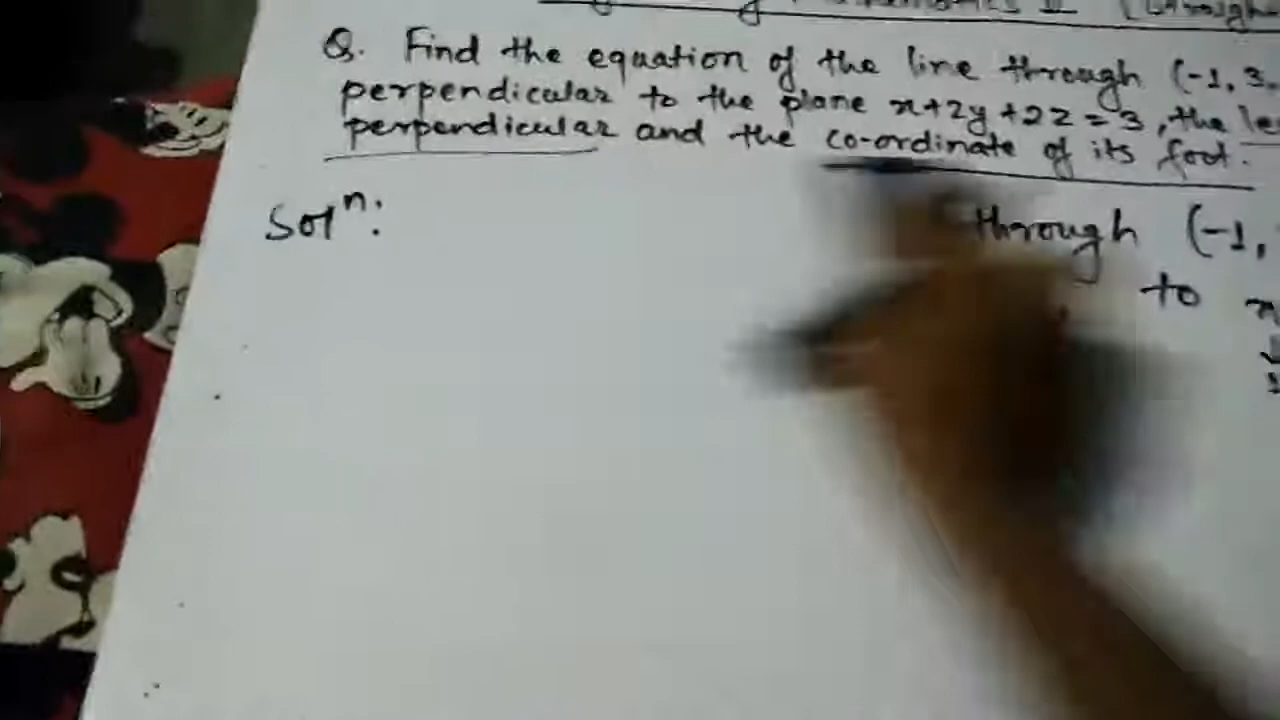 Q. Find the equation of the line through (-1, 3,
perpendicular to the plane x+2y+2z=3, the
perpendicular and the co-ordinate of its foot.
Solⁿ: through (-1,
to x